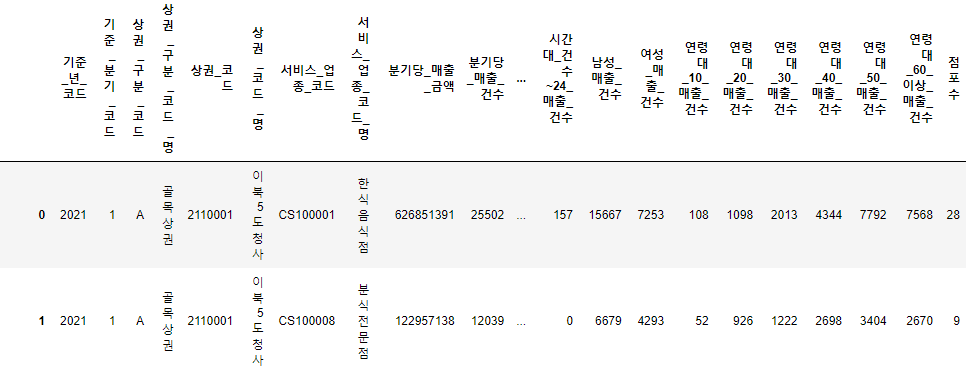 기준_년_코드 기준_분기_코드 상권_구분_코드 상권_구분_코드_명 상권_코드 상권_코드_명 서비스_업종_코드 서비스_업종_코드_명 분기당_매출_금액 분기당_매출_건수 ... 시간대_건수~24_매출_건수 남성_매출_건수 여성_매출_건수 연령대_10_매출_건수 연령대_20_매출_건수 연령대_30_매출_건수 연령대_40_매출_건수 연령대_50_매출_건수 연령대_60_이상_매출_건수 점포수
0 2021 1 A 골목상권 2110001 이북5도청사 CS100001 한식음식점 626851391 25502 ... 157 15667 7253 108 1098 2013 4344 7792 7568 28
1 2021 1 A 골목상권 2110001 이북5도청사 CS100008 분식전문점 122957138 12039 ... 0 6679 4293 52 926 1222 2698 3404 2670 9